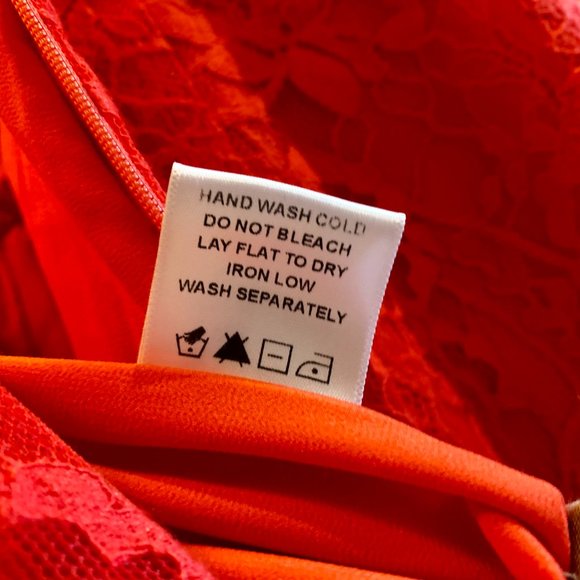 HAND WASH COLD
DO NOT BLEACH
LAY FLAT TO DRY
IRON LOW
WASH SEPARATELY